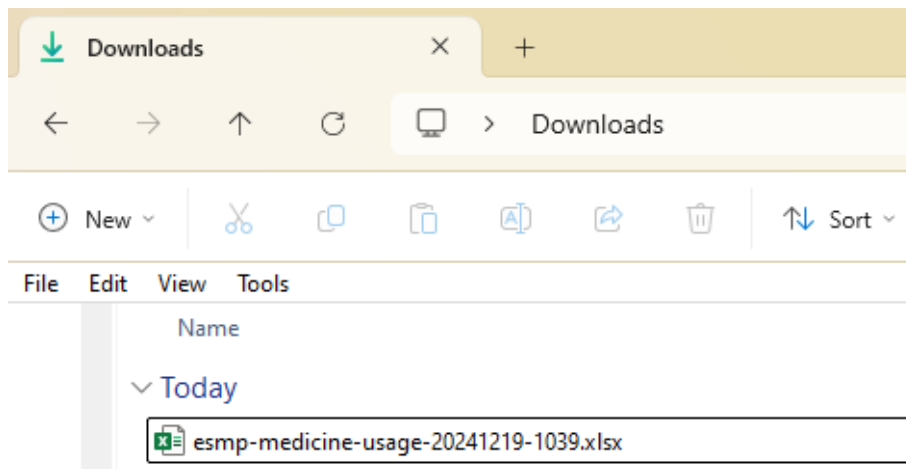 Downloads
Downloads
New Sort
File Edit View Tools
Name
Today
esmp-medicine-usage-20241219-1039.xlsx